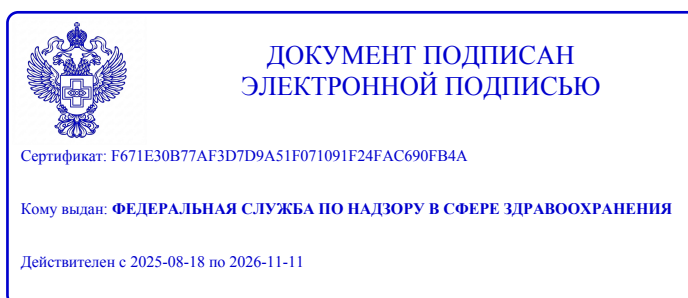 ДОКУМЕНТ ПОДПИСАН
ЭЛЕКТРОННОЙ ПОДПИСЬЮ
Сертификат: F671E30B77AF3D7D9A51F071091F24FAC690FB4A
Кому выдан: ФЕДЕРАЛЬНАЯ СЛУЖБА ПО НАДЗОРУ В СФЕРЕ ЗДРАВООХРАНЕНИЯ
Действителен с 2025-08-18 по 2026-11-11